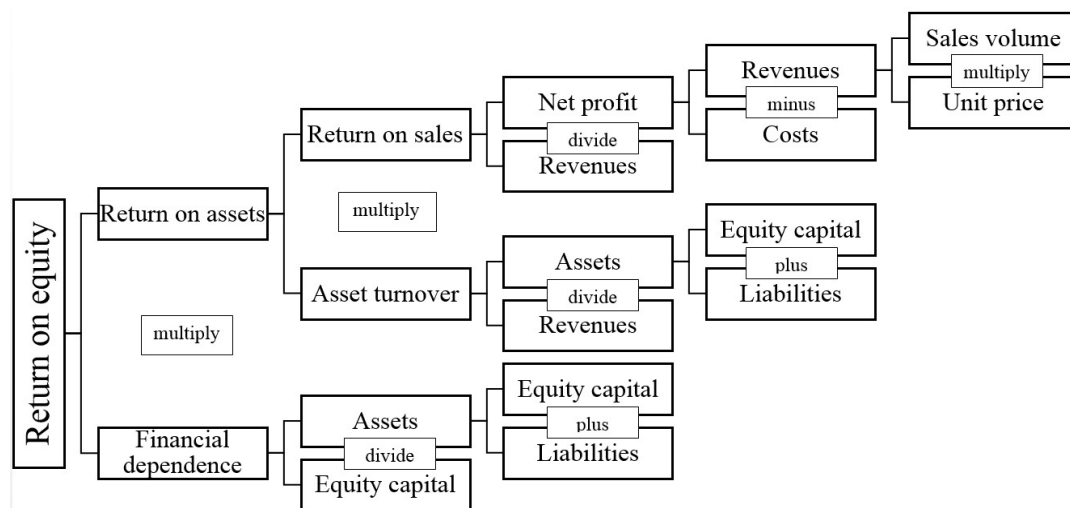 Sales volume
multiply
Unit price
Revenues
minus
Costs
Net profit
divide
Revenues
Return on sales
multiply
Return on assets
Equity capital
plus
Liabilities
Assets
divide
Revenues
Asset turnover
Return on equity
multiply
Equity capital
plus
Liabilities
Assets
divide
Equity capital
Financial
dependence